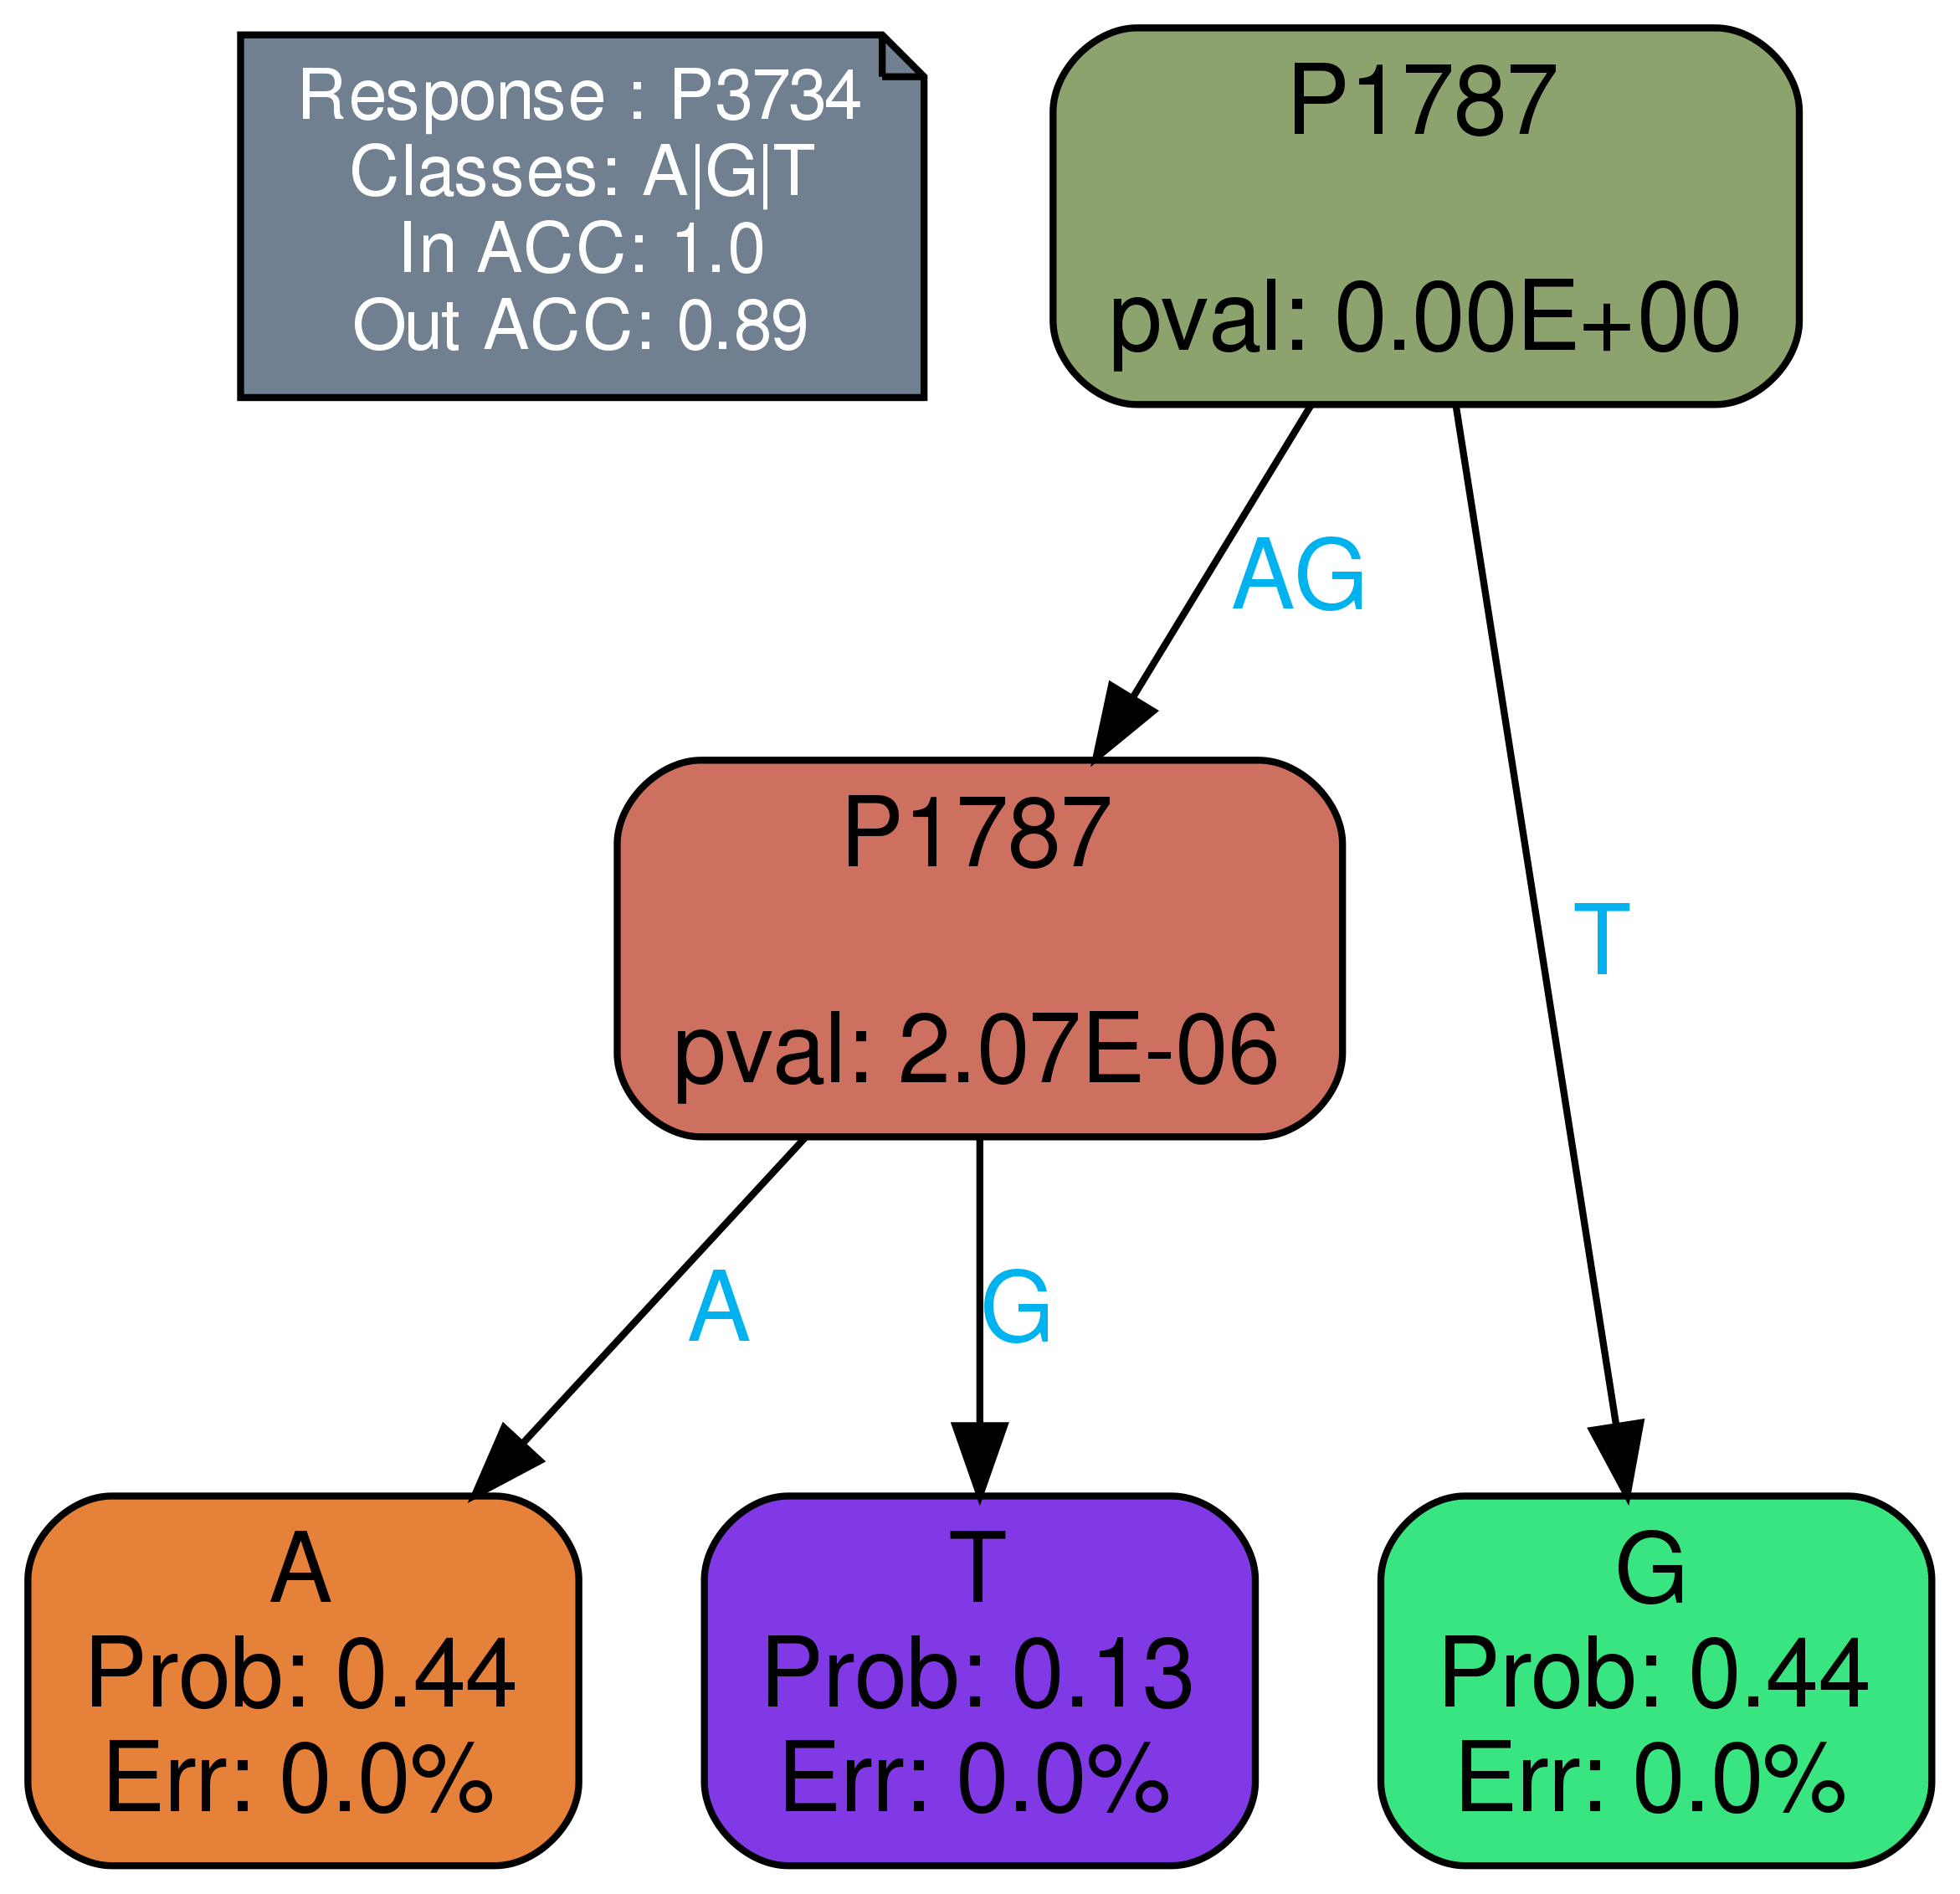 Response : P3734
Classes: A|G|T
In ACC: 1.0
Out ACC: 0.89
P1787
pval: 0.00E+00
AG
T
P1787
pval: 2.07E-06
A
G
A
Prob: 0.44
Err: 0.0%
T
Prob: 0.13
Err: 0.0%
G
Prob: 0.44
Err: 0.0%